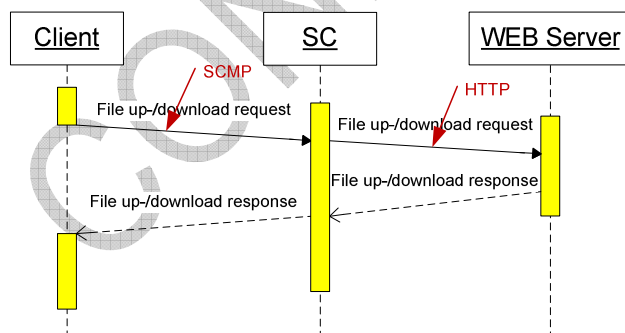 Client
SC
WEB Server
SCMP
HTTP
File up-/download request
File up-/download request
File up-/download response
File up-/download response